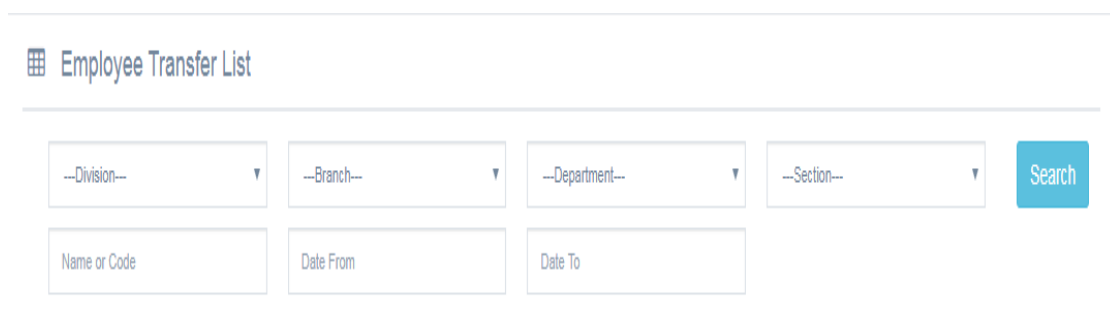 Employee Transfer List
---Division---
---Branch---
---Department---
---Section---
Search
Name or Code
Date From
Date To